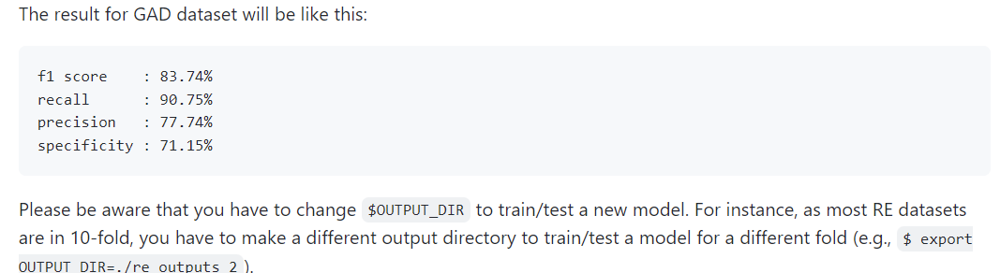 The result for GAD dataset will be like this:
f1 score    : 83.74%
recall      : 90.75%
precision   : 77.74%
specificity : 71.15%
Please be aware that you have to change $OUTPUT_DIR to train/test a new model. For instance, as most RE datasets
are in 10-fold, you have to make a different output directory to train/test a model for a different fold (e.g., $ export
OUTPUT_DIR=./re_outputs_2 ).